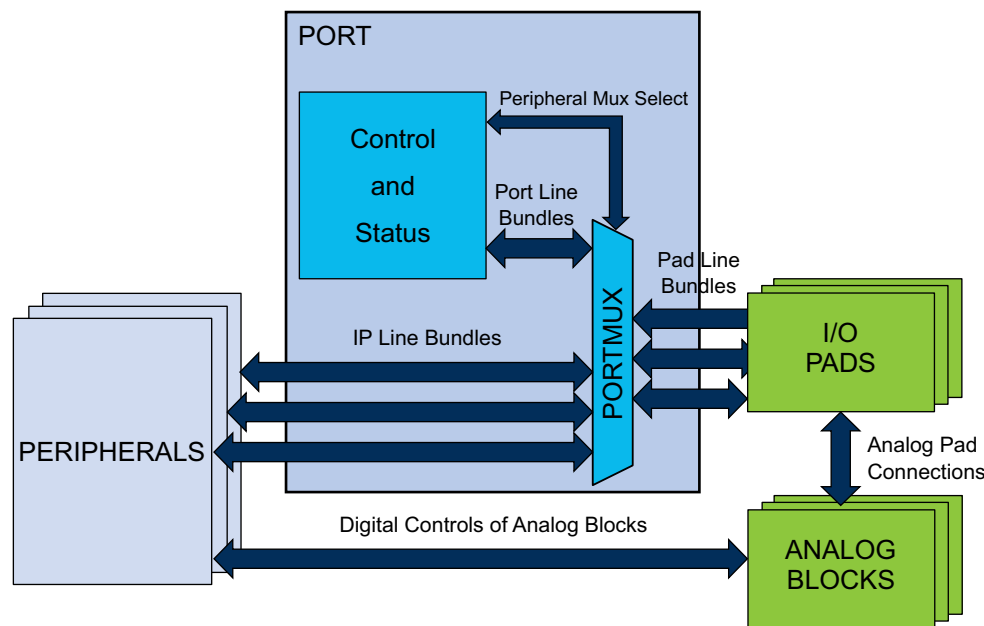 PORT
Peripheral Mux Select
Control
and
Status
Port Line
Bundles
Pad Line
Bundles
PORTMUX
I/O
PADS
IP Line Bundles
PERIPHERALS
Analog Pad
Connections
Digital Controls of Analog Blocks
ANALOG
BLOCKS